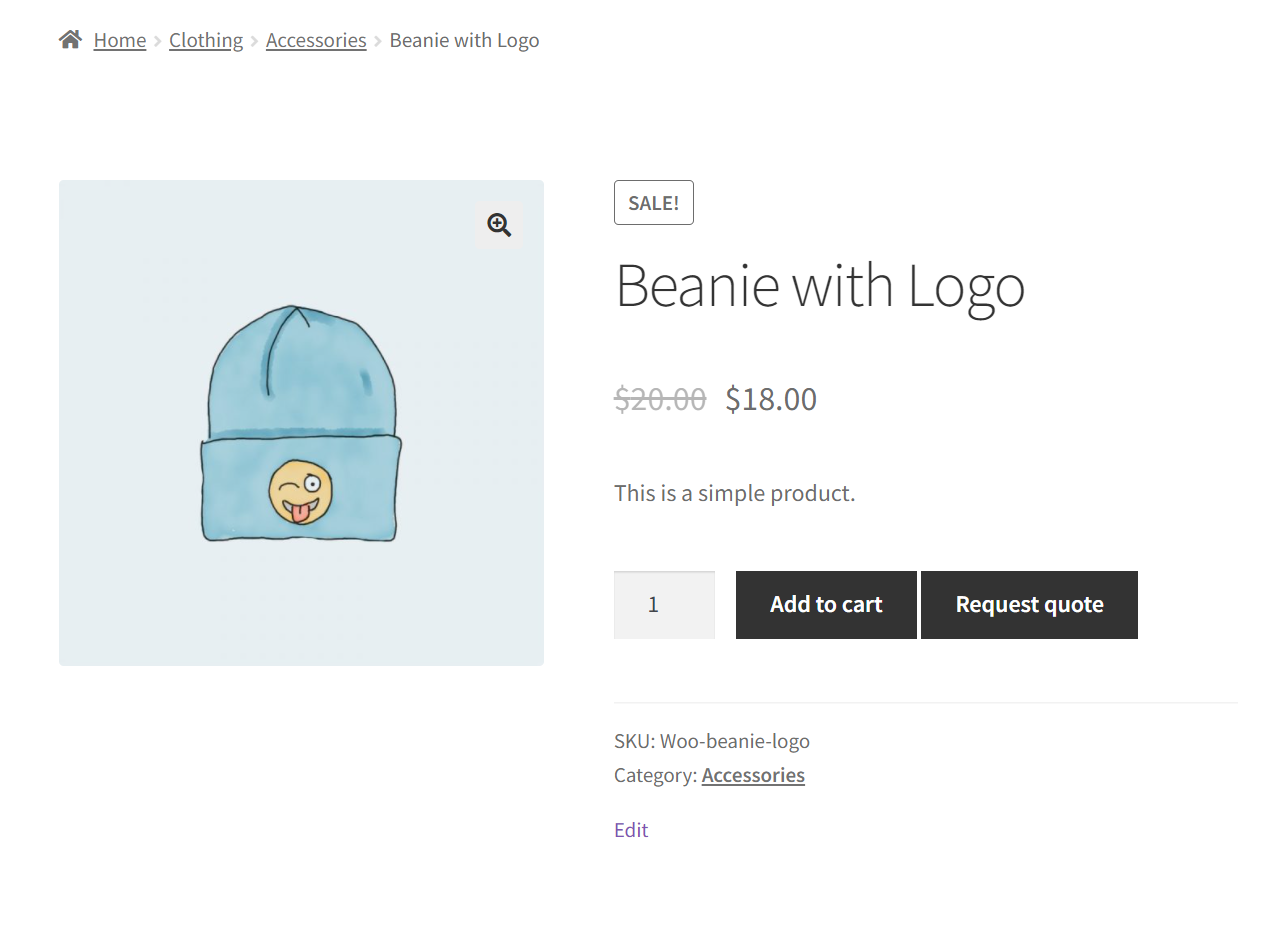 Home Clothing Accessories Beanie with Logo
SALE!
Beanie with Logo
$20.00 $18.00
This is a simple product.
1 Add to cart Request quote
SKU: Woo-beanie-logo
Category: Accessories
Edit